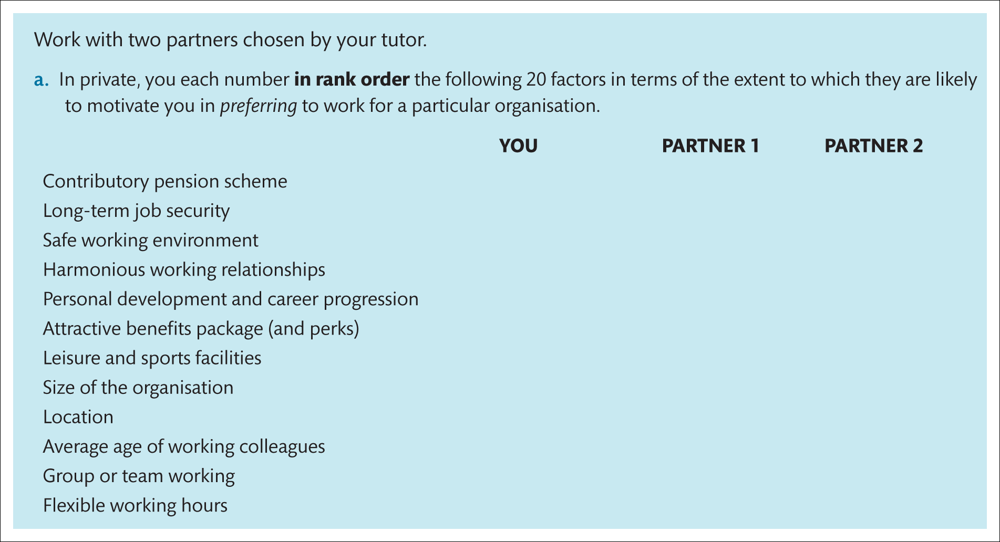 Work with two partners chosen by your tutor.
a. In private, you each number in rank order the following 20 factors in terms of the extent to which they are likely
to motivate you in preferring to work for a particular organisation.
YOU PARTNER 1 PARTNER 2
Contributory pension scheme
Long-term job security
Safe working environment
Harmonious working relationships
Personal development and career progression
Attractive benefits package (and perks)
Leisure and sports facilities
Size of the organisation
Location
Average age of working colleagues
Group or team working
Flexible working hours